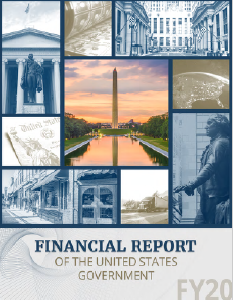 FINANCIAL REPORT
OF THE UNITED STATES
GOVERNMENT
FY20